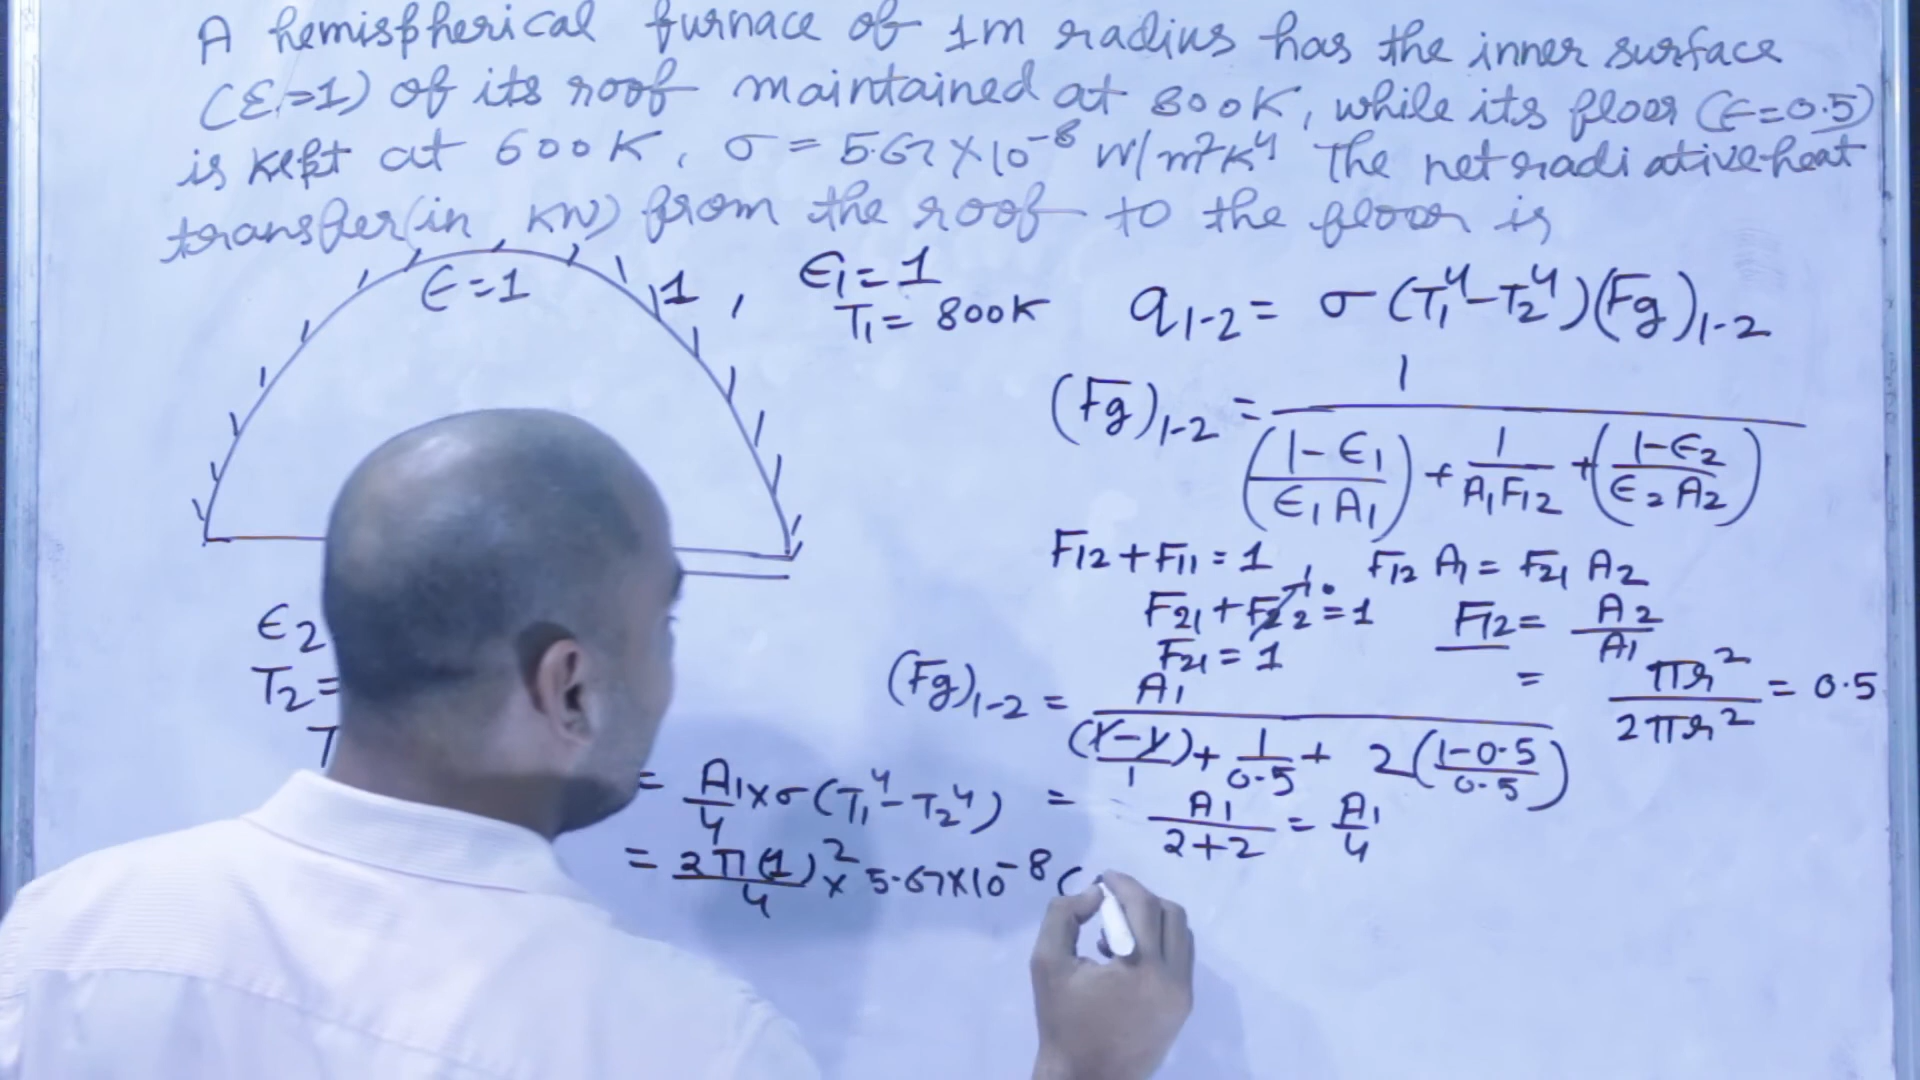 A hemispherical furnace of 1m radius has the inner surface
(ε=1) of its roof maintained at 800K, while its floor (ε=0.5)
is kept at 600K, σ = 5.67×10⁻⁸ W/m²K⁴ The net radiative heat
transfer (in KW) from the roof to the floor is
ε=1
1 , ε₁=1
T₁= 800K
q₁₋₂= σ(T₁⁴-T₂⁴)(Fg)₁₋₂
(Fg)₁₋₂ = 1 / ((1-ε₁)/(ε₁A₁)) + 1/(A₁F₁₂) + ((1-ε₂)/(ε₂A₂))
F₁₂+F₁₁=1 , F₁₂ A₁ = F₂₁ A₂
F₂₁+F₂₂=1 F₁₂= A₂/A₁
F₂₁=1
= πr²/2πr² = 0.5
ε₂
T₂=
(Fg)₁₋₂ = A₁ / (1-1)/1 + 1/0.5 + 2((1-0.5)/0.5)
= A₁/4 ×σ(T₁⁴-T₂⁴)
= A₁/(2+2) = A₁/4
= 2π(1)²/4 × 5.67×10⁻⁸ (